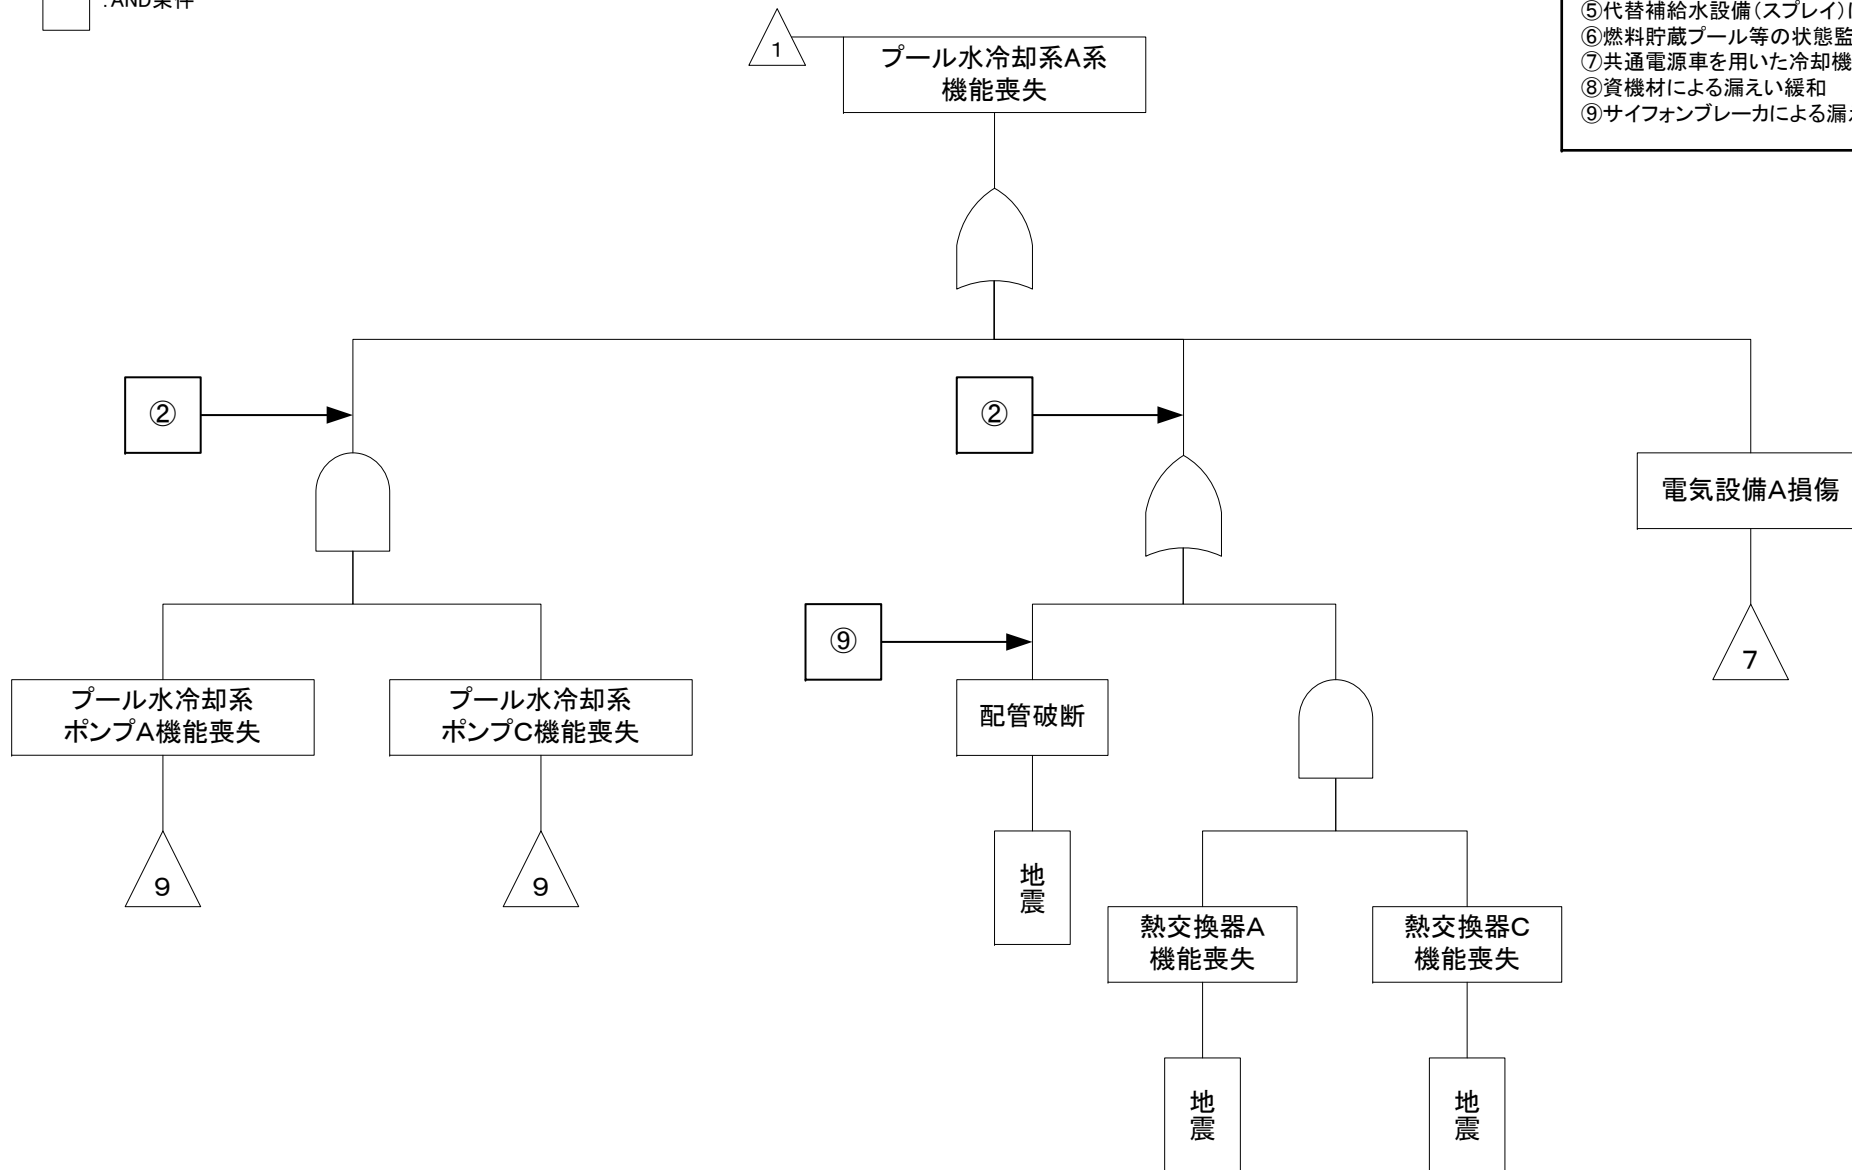 :AND条件
⑤代替補給水設備(スプレイ)に
⑥燃料貯蔵プール等の状態監
⑦共通電源車を用いた冷却機
⑧資機材による漏えい緩和
⑨サイフォンブレーカによる漏え
1
プール水冷却系A系
機能喪失
②
②
電気設備A損傷
⑨
7
プール水冷却系
ポンプA機能喪失
プール水冷却系
ポンプC機能喪失
配管破断
9
9
地震
熱交換器A
機能喪失
熱交換器C
機能喪失
地震
地震